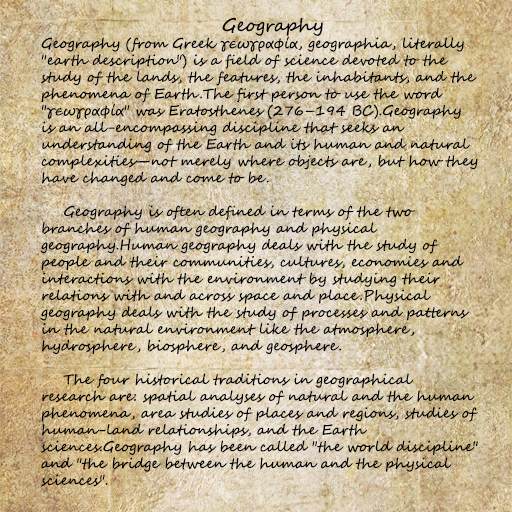 Geography
Geography (from Greek γεωγραφία, geographia, literally
"earth description") is a field of science devoted to the
study of the lands, the features, the inhabitants, and the
phenomena of Earth.The first person to use the word
"γεωγραφία" was Eratosthenes (276–194 BC).Geography
is an all-encompassing discipline that seeks an
understanding of the Earth and its human and natural
complexities—not merely where objects are, but how they
have changed and come to be.
Geography is often defined in terms of the two
branches of human geography and physical
geography.Human geography deals with the study of
people and their communities, cultures, economies and
interactions with the environment by studying their
relations with and across space and place.Physical
geography deals with the study of processes and patterns
in the natural environment like the atmosphere,
hydrosphere, biosphere, and geosphere.
The four historical traditions in geographical
research are: spatial analyses of natural and the human
phenomena, area studies of places and regions, studies of
human-land relationships, and the Earth
sciences.Geography has been called "the world discipline"
and "the bridge between the human and the physical
sciences".